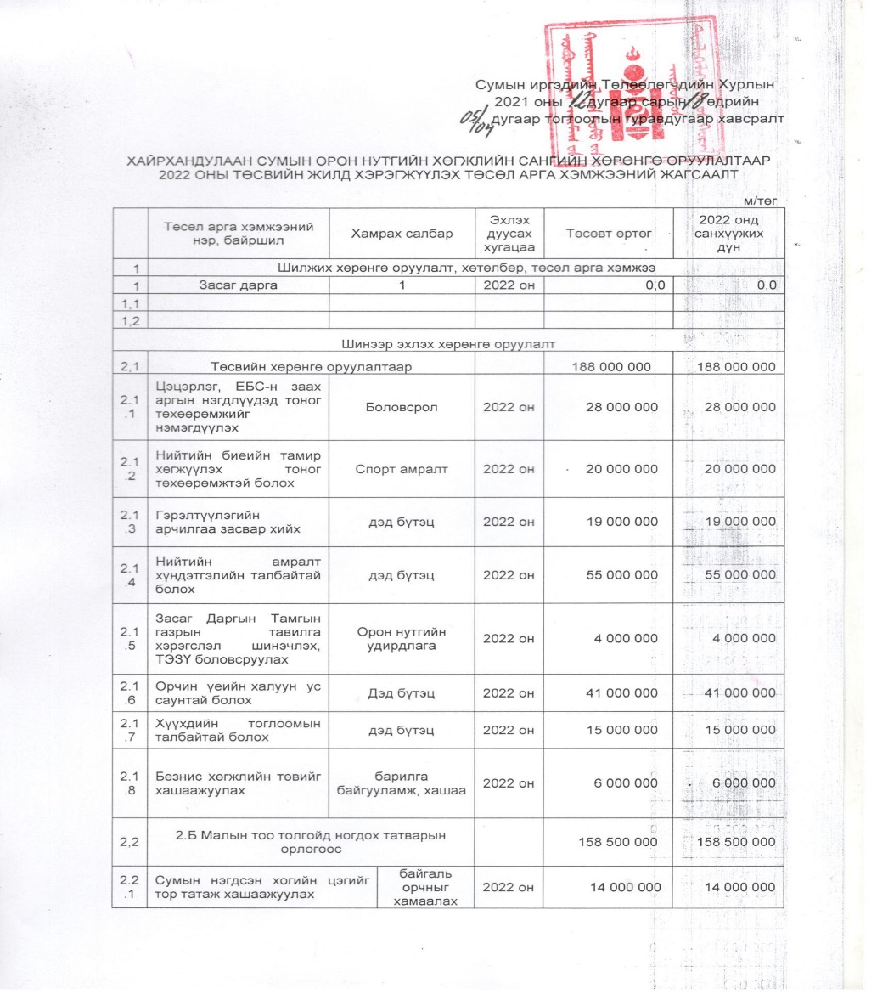 Сумын иргэдийн Төлөөлөгчдийн Хурлын
2021 оны 12 дугаар сарын 18 өдрийн
05/04 дугаар тогтоолын гуравдугаар хавсралт
ХАЙРХАНДУЛААН СУМЫН ОРОН НУТГИЙН ХӨГЖЛИЙН САНГИЙН ХӨРӨНГӨ ОРУУЛАЛТААР
2022 ОНЫ ТӨСВИЙН ЖИЛД ХЭРЭГЖҮҮЛЭХ ТӨСӨЛ АРГА ХЭМЖЭЭНИЙ ЖАГСААЛТ
м/төг
Төсөл арга хэмжээний
нэр, байршил
Хамрах салбар
Эхлэх
дуусах
хугацаа
Төсөвт өртөг
2022 онд
санхүүжих
дүн
1 Шилжих хөрөнгө оруулалт, хөтөлбөр, төсөл арга хэмжээ
1 Засаг дарга 1 2022 он 0,0 0,0
1,1
1,2
Шинээр эхлэх хөрөнгө оруулалт
2,1 Төсвийн хөрөнгө оруулалтаар 188 000 000 188 000 000
2.1
.1
Цэцэрлэг, ЕБС-н заах
аргын нэгдлүүдэд тоног
төхөөрөмжийг
нэмэгдүүлэх
Боловсрол 2022 он 28 000 000 28 000 000
2.1
.2
Нийтийн биеийн тамир
хөгжүүлэх тоног
төхөөрөмжтэй болох
Спорт амралт 2022 он 20 000 000 20 000 000
2.1
.3
Гэрэлтүүлэгийн
арчилгаа засвар хийх
дэд бүтэц 2022 он 19 000 000 19 000 000
2.1
.4
Нийтийн амралт
хүндэтгэлийн талбайтай
болох
дэд бүтэц 2022 он 55 000 000 55 000 000
2.1
.5
Засаг Даргын Тамгын
газрын тавилга
хэрэгслэл шинэчлэх,
ТЭЗҮ боловсруулах
Орон нутгийн
удирдлага
2022 он 4 000 000 4 000 000
2.1
.6
Орчин үеийн халуун ус
саунтай болох
Дэд бүтэц 2022 он 41 000 000 41 000 000
2.1
.7
Хүүхдийн тоглоомын
талбайтай болох
дэд бүтэц 2022 он 15 000 000 15 000 000
2.1
.8
Безнис хөгжлийн төвийг
хашаажуулах
барилга
байгууламж, хашаа
2022 он 6 000 000 6 000 000
2,2
2.Б Малын тоо толгойд ногдох татварын
орлогоос
158 500 000 158 500 000
2.2
.1
Сумын нэгдсэн хогийн цэгийг
тор татаж хашаажуулах
байгаль
орчныг
хамаалах
2022 он 14 000 000 14 000 000